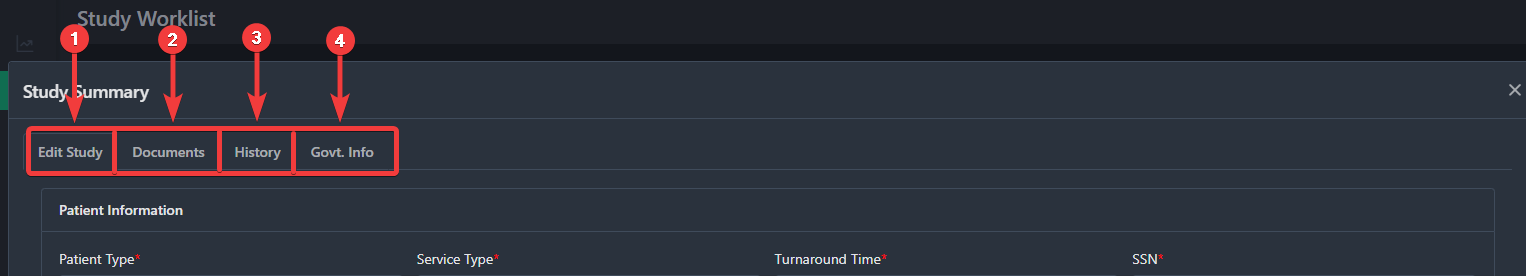 Study Worklist
1 2 3 4
Study Summary
Edit Study Documents History Govt. Info
Patient Information
Patient Type* Service Type* Turnaround Time* SSN*